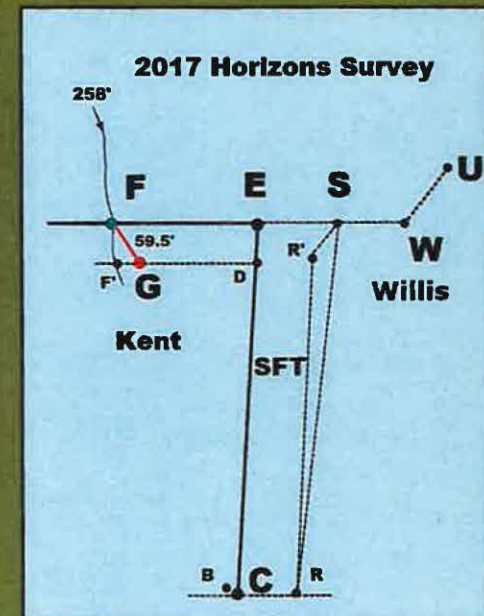 2017 Horizons Survey
258'
F E S U
59.5'
R' W
F' G D
Willis
Kent
SFT
B C R